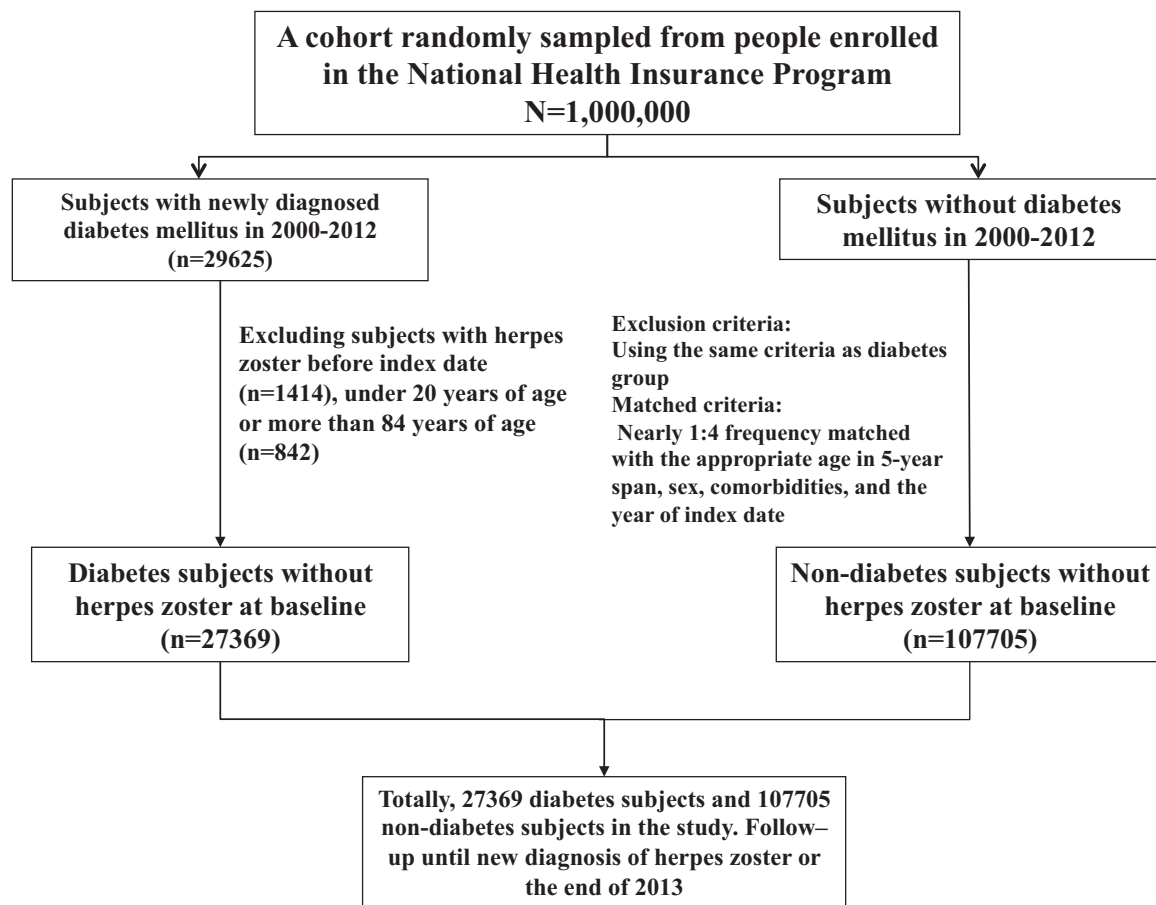 A cohort randomly sampled from people enrolled
in the National Health Insurance Program
N=1,000,000
Subjects with newly diagnosed
diabetes mellitus in 2000-2012
(n=29625)
Subjects without diabetes
mellitus in 2000-2012
Excluding subjects with herpes
zoster before index date
(n=1414), under 20 years of age
or more than 84 years of age
(n=842)
Exclusion criteria:
Using the same criteria as diabetes
group
Matched criteria:
Nearly 1:4 frequency matched
with the appropriate age in 5-year
span, sex, comorbidities, and the
year of index date
Diabetes subjects without
herpes zoster at baseline
(n=27369)
Non-diabetes subjects without
herpes zoster at baseline
(n=107705)
Totally, 27369 diabetes subjects and 107705
non-diabetes subjects in the study. Follow–
up until new diagnosis of herpes zoster or
the end of 2013